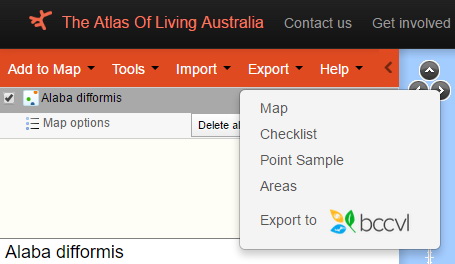 The Atlas Of Living Australia Contact us Get involved
Add to Map Tools Import Export Help
Alaba difformis
Map options Delete al
Map
Checklist
Point Sample
Areas
Export to bccvl
Alaba difformis